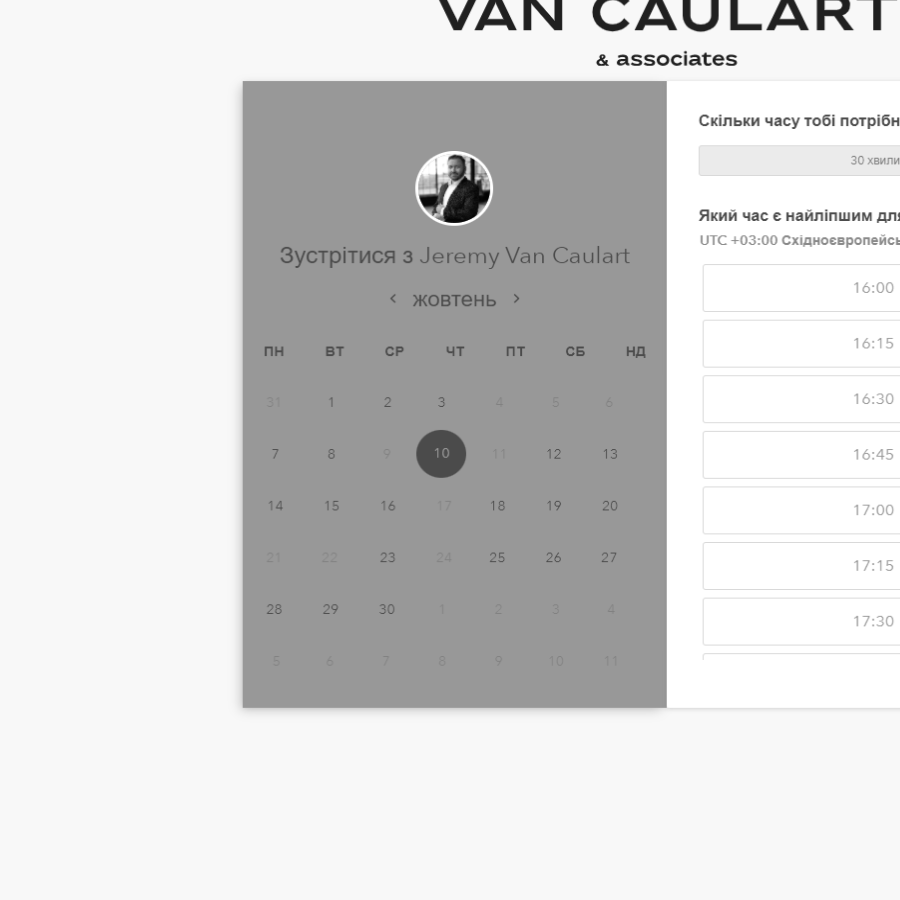 VAN CAULART
& associates
Зустрітися з Jeremy Van Caulart
жовтень
ПН ВТ СР ЧТ ПТ СБ НД
31 1 2 3 4 5 6
7 8 9 10 11 12 13
14 15 16 17 18 19 20
21 22 23 24 25 26 27
28 29 30 1 2 3 4
5 6 7 8 9 10 11
Скільки часу тобі потрібн
30 хвили
Який час є найліпшим для
UTC +03:00 Східноєвропейсь
16:00
16:15
16:30
16:45
17:00
17:15
17:30